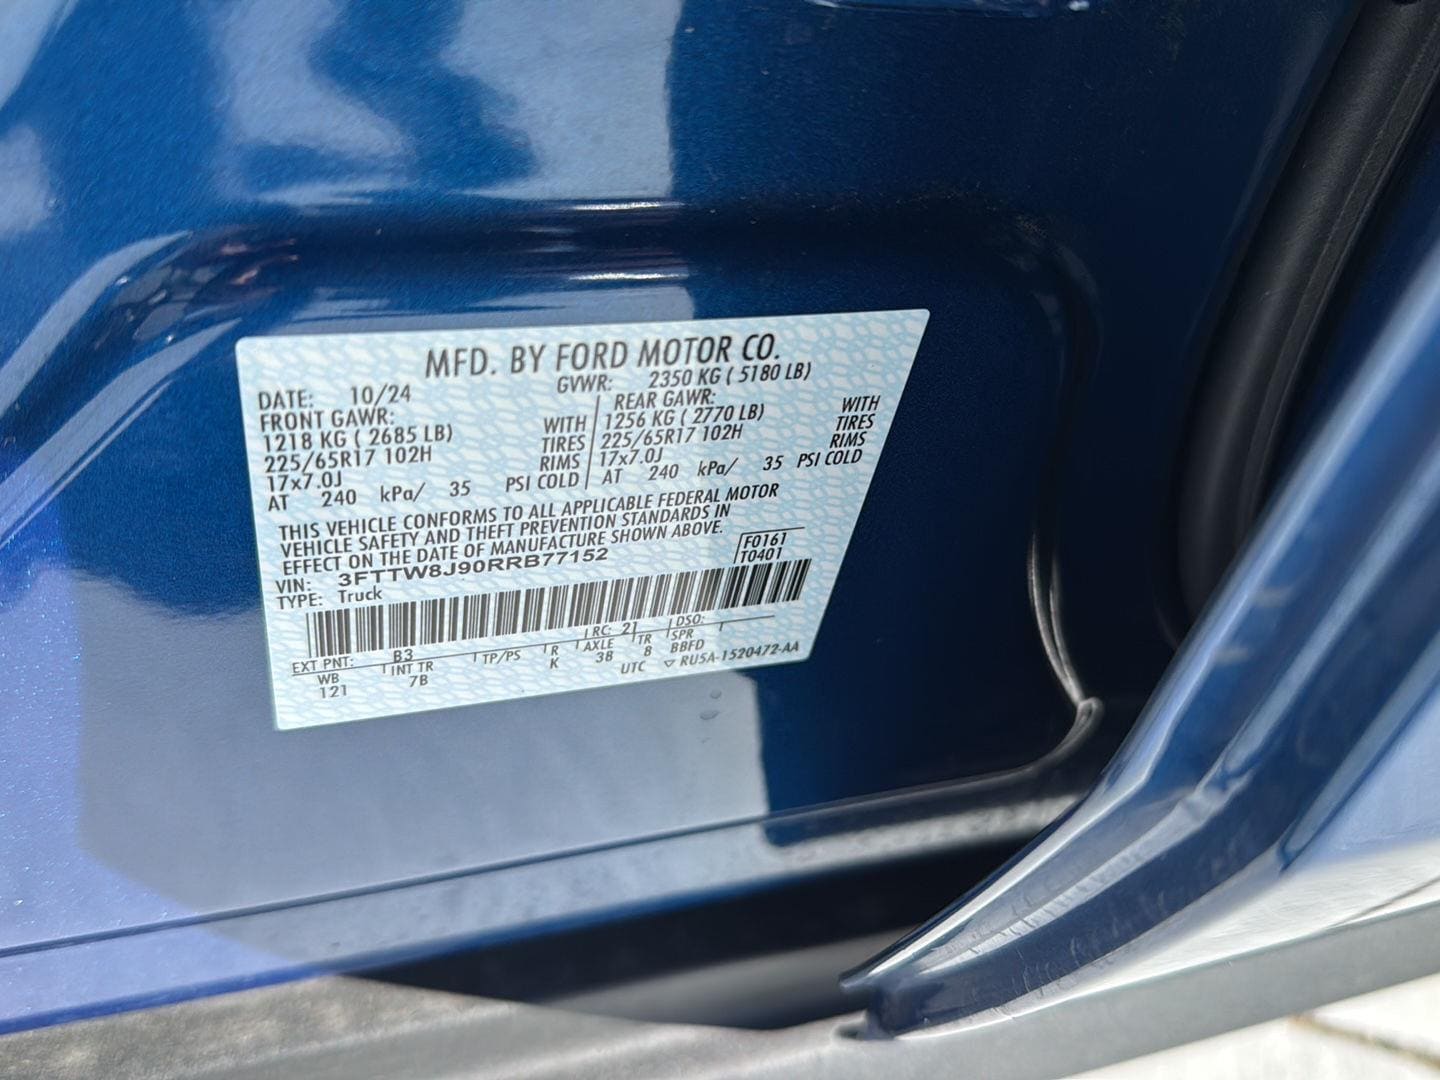 MFD. BY FORD MOTOR CO.
DATE: 10/24 GVWR: 2350 KG ( 5180 LB)
FRONT GAWR: REAR GAWR:
1218 KG ( 2685 LB) WITH 1256 KG ( 2770 LB) WITH
225/65R17 102H TIRES 225/65R17 102H TIRES
17x7.0J RIMS 17x7.0J RIMS
AT 240 kPa/ 35 PSI COLD AT 240 kPa/ 35 PSI COLD
THIS VEHICLE CONFORMS TO ALL APPLICABLE FEDERAL MOTOR
VEHICLE SAFETY AND THEFT PREVENTION STANDARDS IN
EFFECT ON THE DATE OF MANUFACTURE SHOWN ABOVE.
VIN: 3FTTW8J90RRB77152 F0161
TYPE: Truck T0401
EXT PNT: B3 RC: 21 DSO:
WB INT TR TP/PS R AXLE TR SPR
121 7B K 38 8 BBFD
UTC ▽ RU5A-1520472-AA